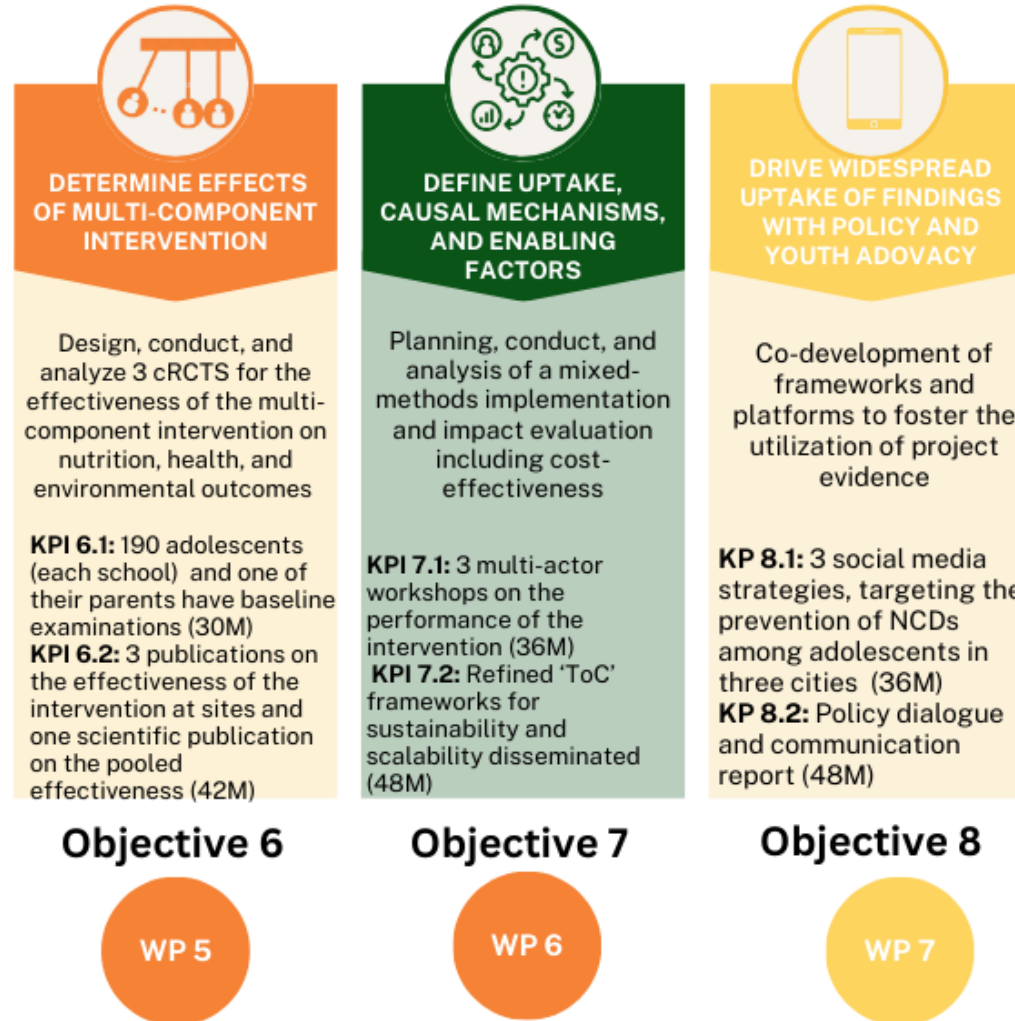 DETERMINE EFFECTS
OF MULTI-COMPONENT
INTERVENTION
Design, conduct, and
analyze 3 cRCTS for the
effectiveness of the multi-
component intervention on
nutrition, health, and
environmental outcomes
KPI 6.1: 190 adolescents
(each school) and one of
their parents have baseline
examinations (30M)
KPI 6.2: 3 publications on
the effectiveness of the
intervention at sites and
one scientific publication
on the pooled
effectiveness (42M)
Objective 6
WP 5
DEFINE UPTAKE,
CAUSAL MECHANISMS,
AND ENABLING
FACTORS
Planning, conduct, and
analysis of a mixed-
methods implementation
and impact evaluation
including cost-
effectiveness
KPI 7.1: 3 multi-actor
workshops on the
performance of the
intervention (36M)
KPI 7.2: Refined ‘ToC’
frameworks for
sustainability and
scalability disseminated
(48M)
Objective 7
WP 6
DRIVE WIDESPREAD
UPTAKE OF FINDINGS
WITH POLICY AND
YOUTH ADOVACY
Co-development of
frameworks and
platforms to foster the
utilization of project
evidence
KP 8.1: 3 social media
strategies, targeting the
prevention of NCDs
among adolescents in
three cities (36M)
KP 8.2: Policy dialogue
and communication
report (48M)
Objective 8
WP 7